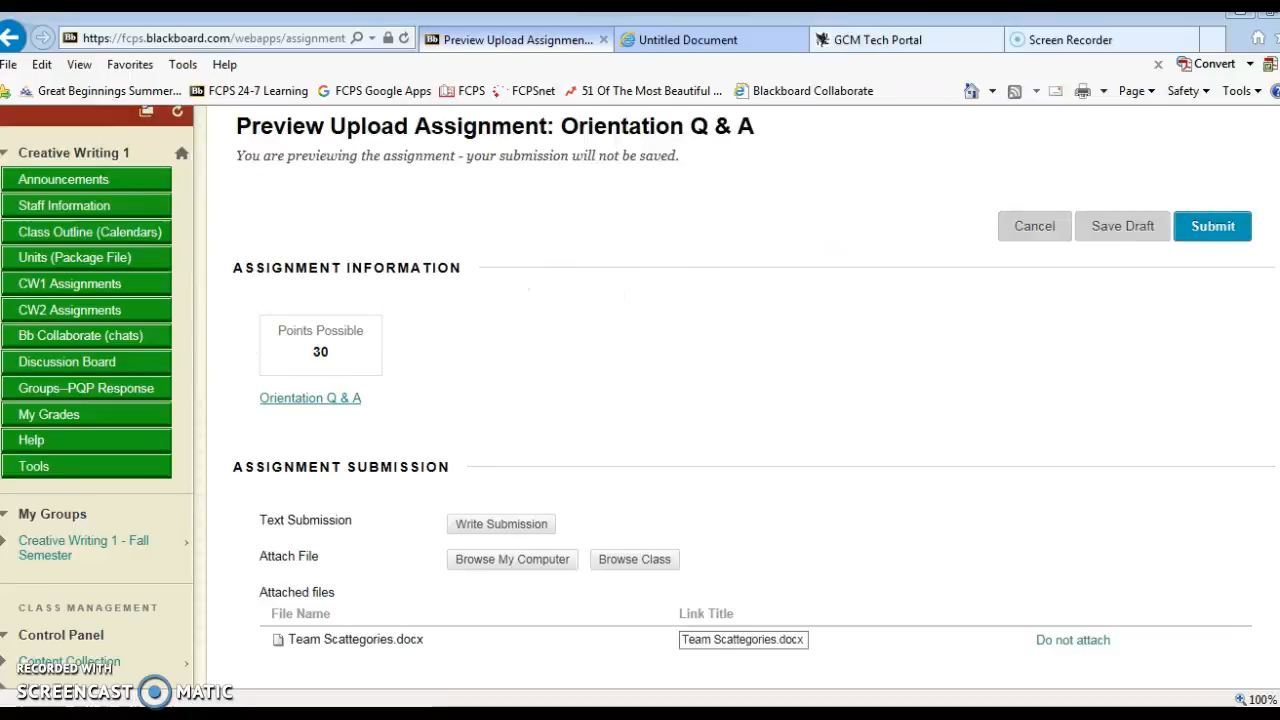 https://fcps.blackboard.com/webapps/assignment
Bb Preview Upload Assignmen...
Untitled Document
GCM Tech Portal
Screen Recorder
File Edit View Favorites Tools Help
Convert
Great Beginnings Summer...
Bb FCPS 24-7 Learning
FCPS Google Apps
FCPS
FCPSnet
51 Of The Most Beautiful ...
Blackboard Collaborate
Page
Safety
Tools
Creative Writing 1
Announcements
Staff Information
Class Outline (Calendars)
Units (Package File)
CW1 Assignments
CW2 Assignments
Bb Collaborate (chats)
Discussion Board
Groups--PQP Response
My Grades
Help
Tools
My Groups
Creative Writing 1 - Fall
Semester
CLASS MANAGEMENT
Control Panel
Content Collection
RECORDED WITH
SCREENCAST MATIC
Preview Upload Assignment: Orientation Q & A
You are previewing the assignment - your submission will not be saved.
Cancel
Save Draft
Submit
ASSIGNMENT INFORMATION
Points Possible
30
Orientation Q & A
ASSIGNMENT SUBMISSION
Text Submission
Write Submission
Attach File
Browse My Computer
Browse Class
Attached files
File Name
Link Title
Team Scattegories.docx
Team Scattegories.docx
Do not attach
100%